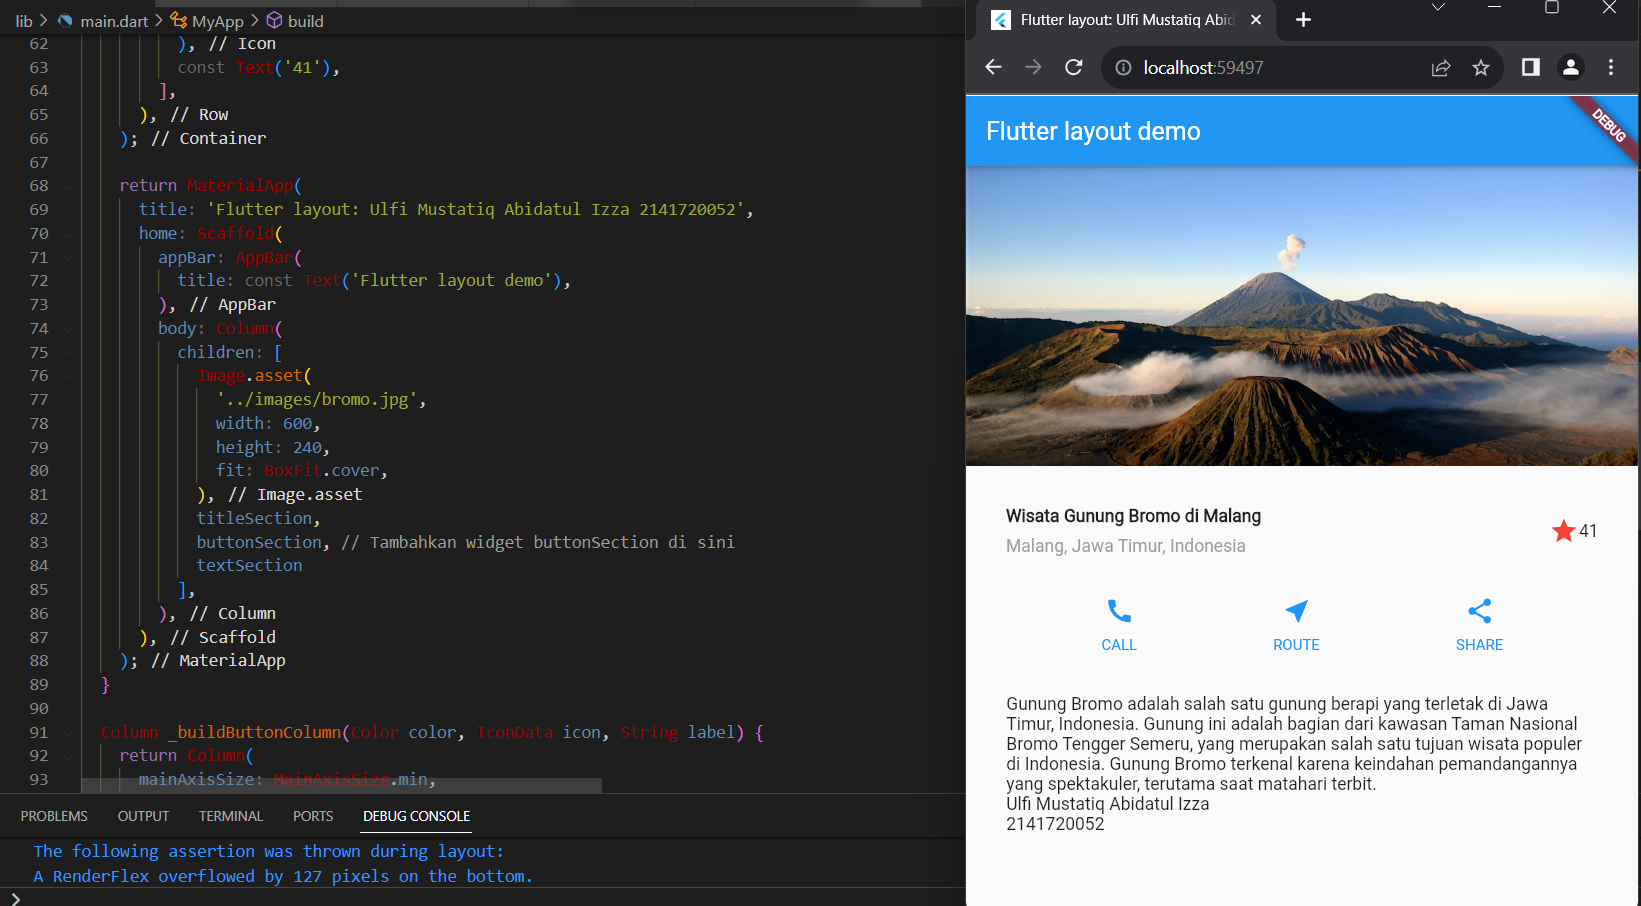 lib > main.dart > MyApp > build
62 ), // Icon
63 const Text('41'),
64 ],
65 ), // Row
66 ); // Container
67
68 return MaterialApp(
69 title: 'Flutter layout: Ulfi Mustatiq Abidatul Izza 2141720052',
70 home: Scaffold(
71 appBar: AppBar(
72 title: const Text('Flutter layout demo'),
73 ), // AppBar
74 body: Column(
75 children: [
76 Image.asset(
77 '../images/bromo.jpg',
78 width: 600,
79 height: 240,
80 fit: BoxFit.cover,
81 ), // Image.asset
82 titleSection,
83 buttonSection, // Tambahkan widget buttonSection di sini
84 textSection
85 ],
86 ), // Column
87 ), // Scaffold
88 ); // MaterialApp
89 }
90
91 Column _buildButtonColumn(Color color, IconData icon, String label) {
92 return Column(
93 mainAxisSize: MainAxisSize.min,
PROBLEMS OUTPUT TERMINAL PORTS DEBUG CONSOLE
The following assertion was thrown during layout:
A RenderFlex overflowed by 127 pixels on the bottom.
>
Flutter layout: Ulfi Mustatiq Abid
localhost:59497
Flutter layout demo
DEBUG
Wisata Gunung Bromo di Malang
Malang, Jawa Timur, Indonesia
41
CALL ROUTE SHARE
Gunung Bromo adalah salah satu gunung berapi yang terletak di Jawa
Timur, Indonesia. Gunung ini adalah bagian dari kawasan Taman Nasional
Bromo Tengger Semeru, yang merupakan salah satu tujuan wisata populer
di Indonesia. Gunung Bromo terkenal karena keindahan pemandangannya
yang spektakuler, terutama saat matahari terbit.
Ulfi Mustatiq Abidatul Izza
2141720052